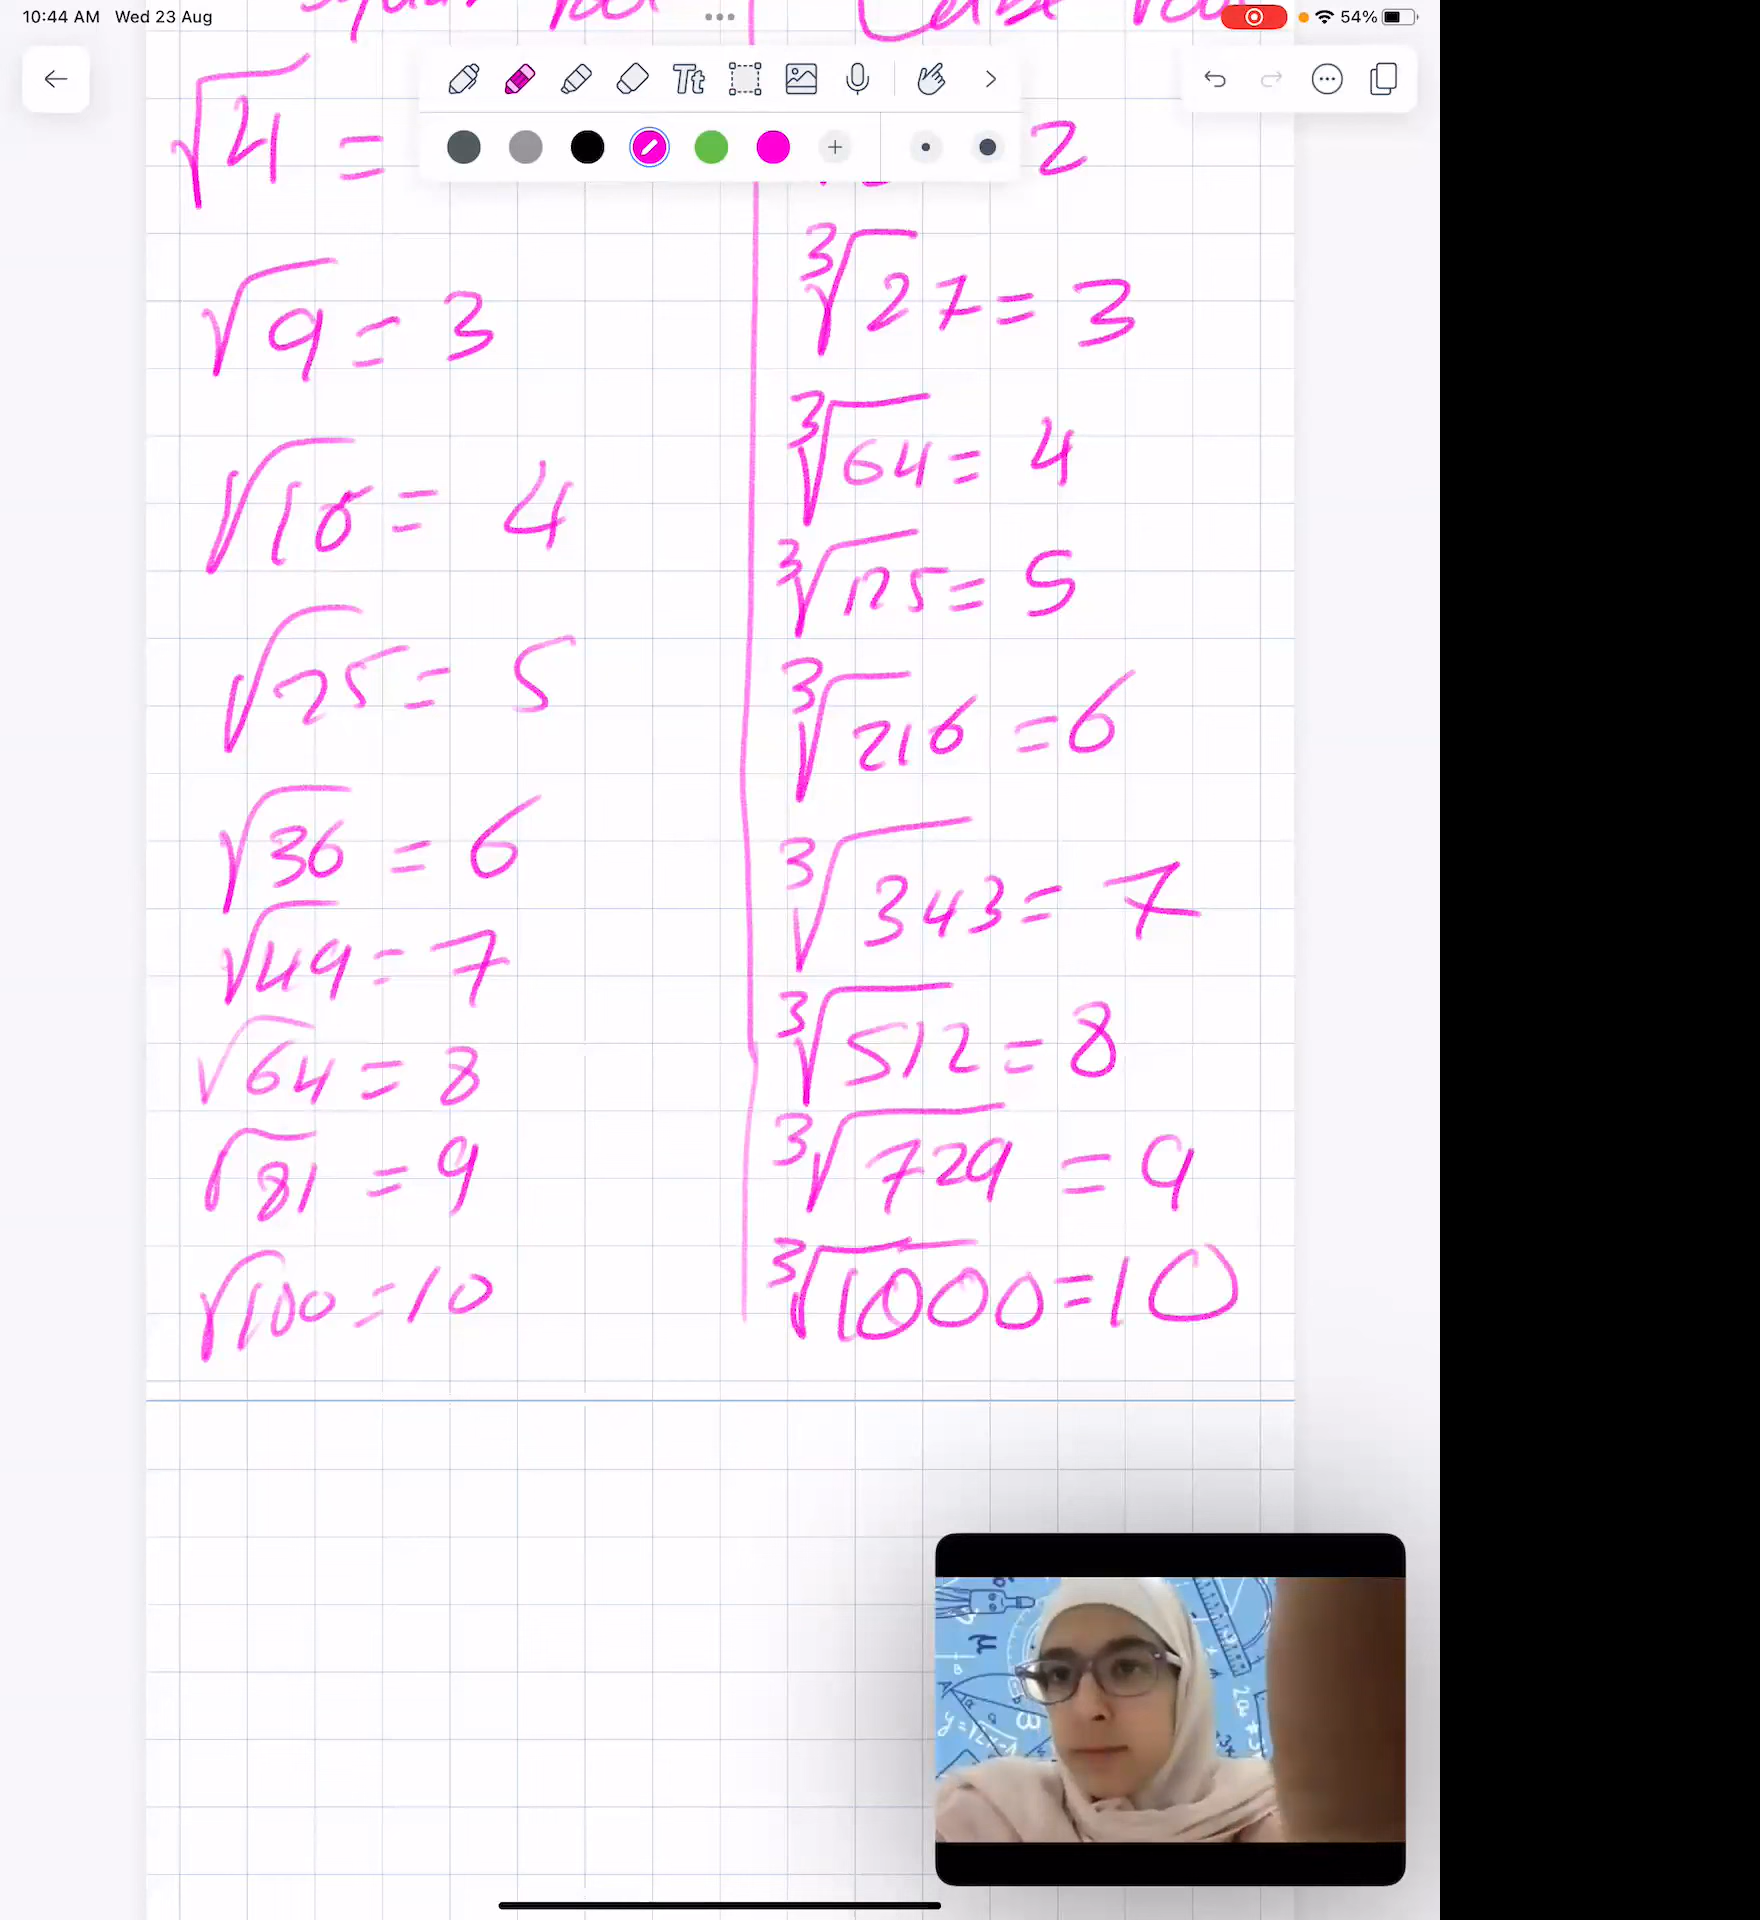 10:44 AM Wed 23 Aug
54%
Tt
√4 =
2
√9 = 3
∛27 = 3
√16 = 4
∛64 = 4
√25 = 5
∛125 = 5
√36 = 6
∛216 = 6
√49 = 7
∛343 = 7
√64 = 8
∛512 = 8
√81 = 9
∛729 = 9
√100 = 10
∛1000 = 10